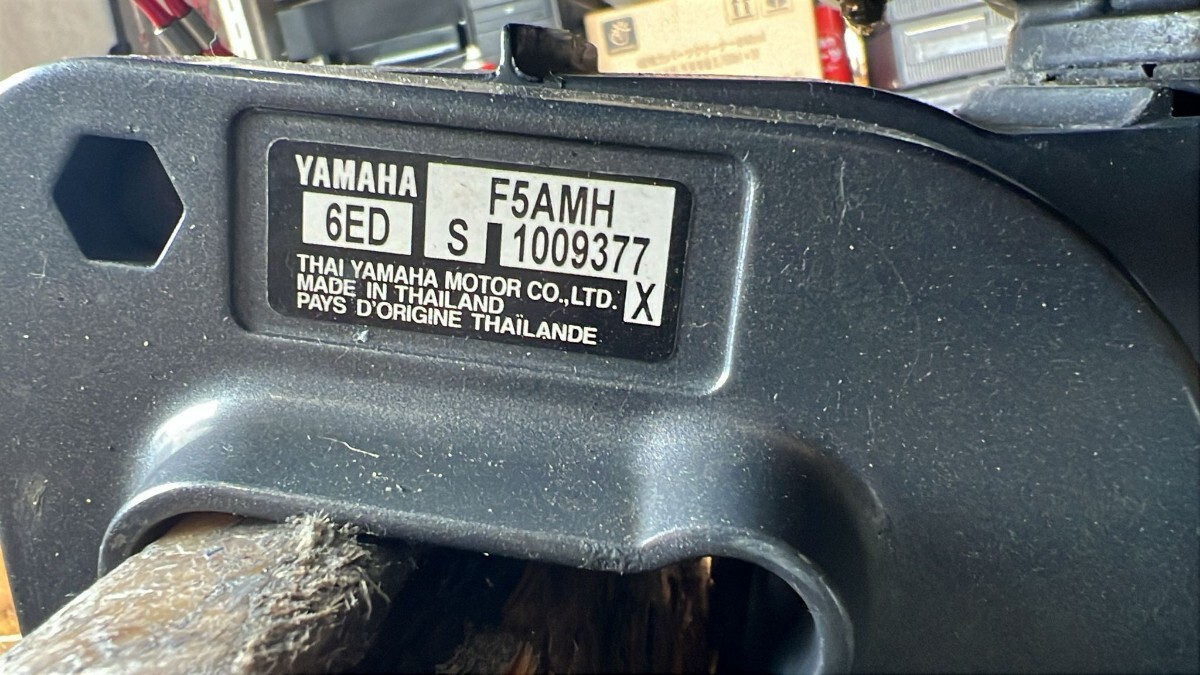 YAMAHA
F5AMH
6ED
S 1009377
X
THAI YAMAHA MOTOR CO.,LTD.
MADE IN THAILAND
PAYS D'ORIGINE THAÏLANDE